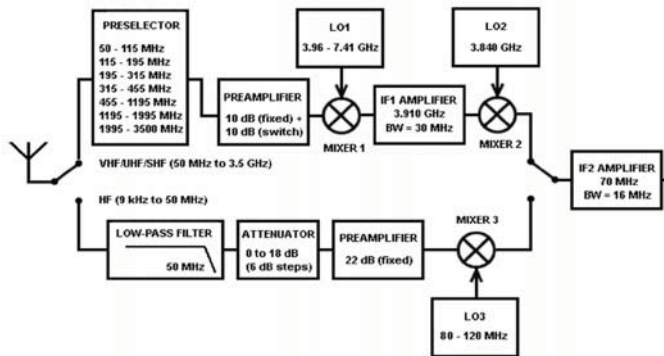 PRESELECTOR
50 - 115 MHz
115 - 195 MHz
195 - 315 MHz
315 - 455 MHz
455 - 1195 MHz
1195 - 1995 MHz
1995 - 3500 MHz
PREAMPLIFIER
10 dB (fixed) +
10 dB (switch)
LO1
3.96 - 7.41 GHz
MIXER 1
IF1 AMPLIFIER
3.910 GHz
BW = 30 MHz
LO2
3.840 GHz
MIXER 2
VHF/UHF/SHF (50 MHz to 3.5 GHz)
HF (9 kHz to 50 MHz)
IF2 AMPLIFIER
70 MHz
BW = 16 MHz
LOW-PASS FILTER
50 MHz
ATTENUATOR
0 to 18 dB
(6 dB steps)
PREAMPLIFIER
22 dB (fixed)
MIXER 3
LO3
80 - 120 MHz